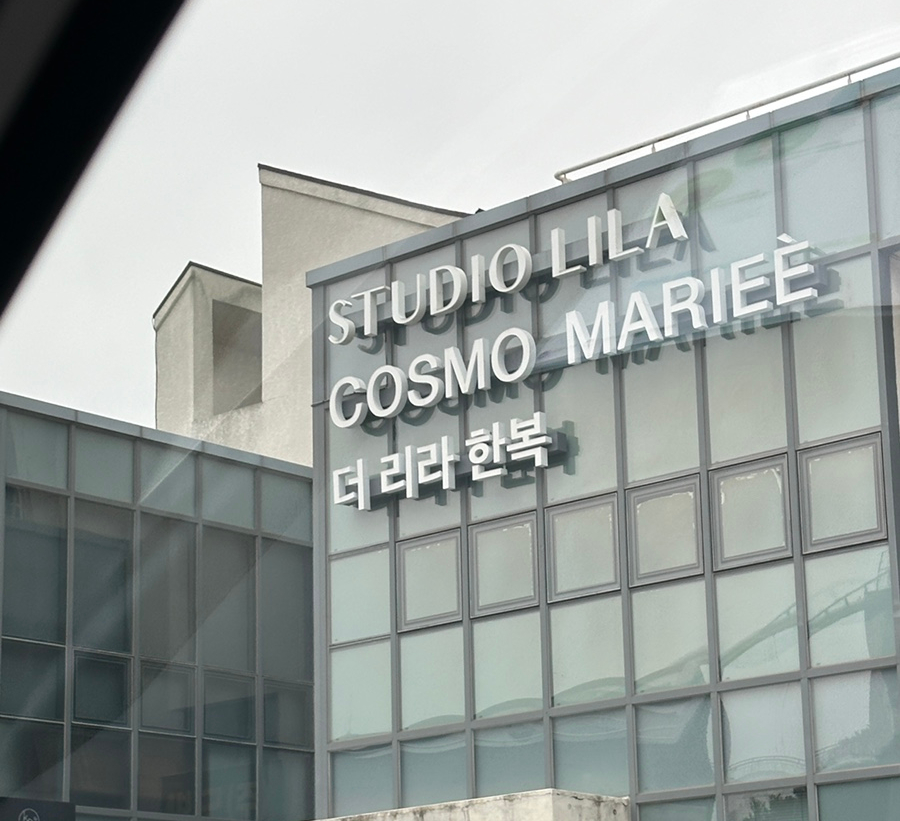 STUDIO LILA
COSMO MARIEÈ
더 리라 한복